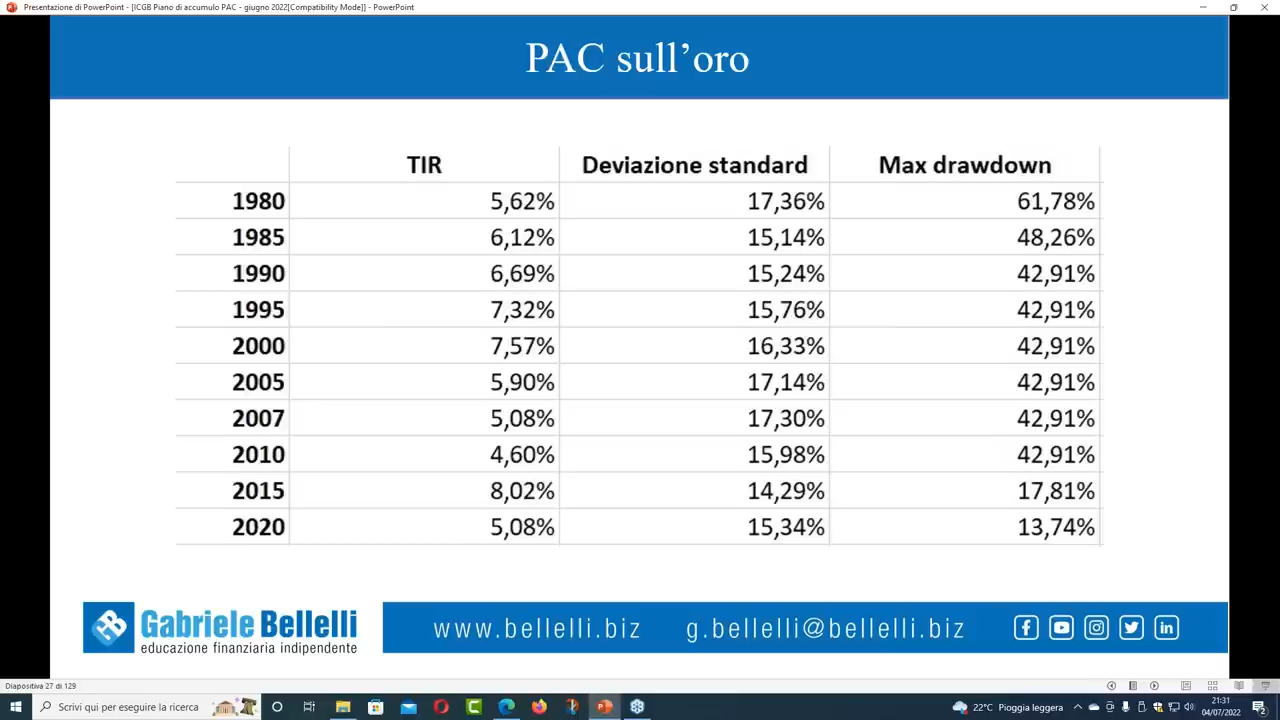 Presentazione di PowerPoint - [ICGB Piano di accumulo PAC - giugno 2022[Compatibility Mode]] - PowerPoint
PAC sull’oro
TIR Deviazione standard Max drawdown
1980 5,62% 17,36% 61,78%
1985 6,12% 15,14% 48,26%
1990 6,69% 15,24% 42,91%
1995 7,32% 15,76% 42,91%
2000 7,57% 16,33% 42,91%
2005 5,90% 17,14% 42,91%
2007 5,08% 17,30% 42,91%
2010 4,60% 15,98% 42,91%
2015 8,02% 14,29% 17,81%
2020 5,08% 15,34% 13,74%
Gabriele Bellelli
educazione finanziaria indipendente
www.bellelli.biz g.bellelli@bellelli.biz
Diapositiva 27 di 129
Scrivi qui per eseguire la ricerca
22°C Pioggia leggera
21:31
04/07/2022